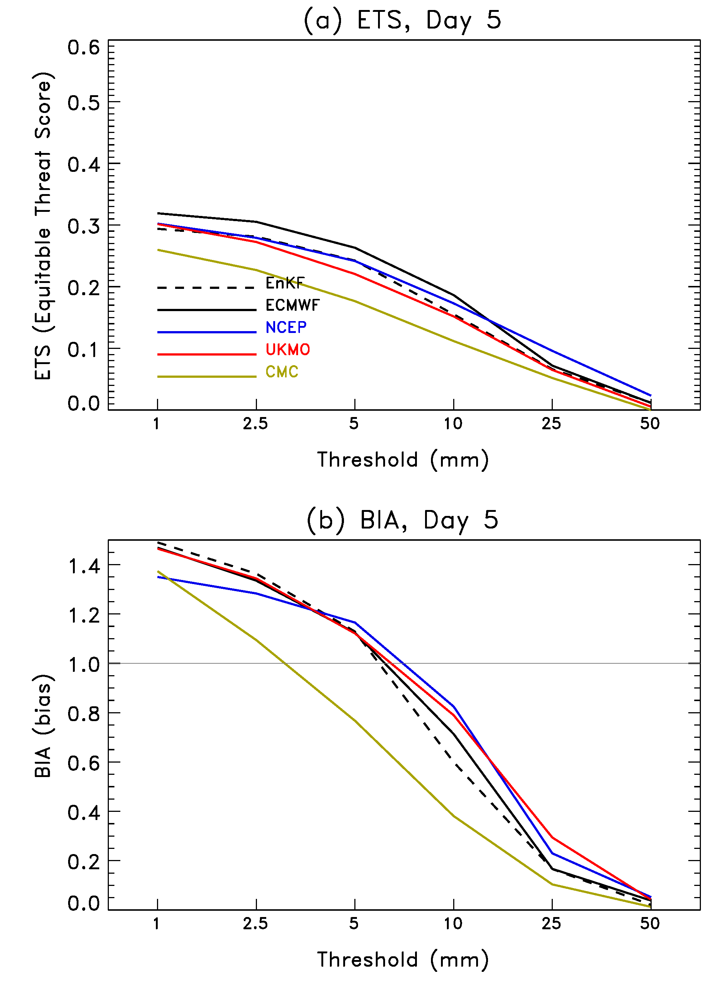 (a) ETS, Day 5
ETS (Equitable Threat Score)
0.6
0.5
0.4
0.3
0.2
0.1
0.0
EnKF
ECMWF
NCEP
UKMO
CMC
1 2.5 5 10 25 50
Threshold (mm)
(b) BIA, Day 5
BIA (bias)
1.4
1.2
1.0
0.8
0.6
0.4
0.2
0.0
1 2.5 5 10 25 50
Threshold (mm)